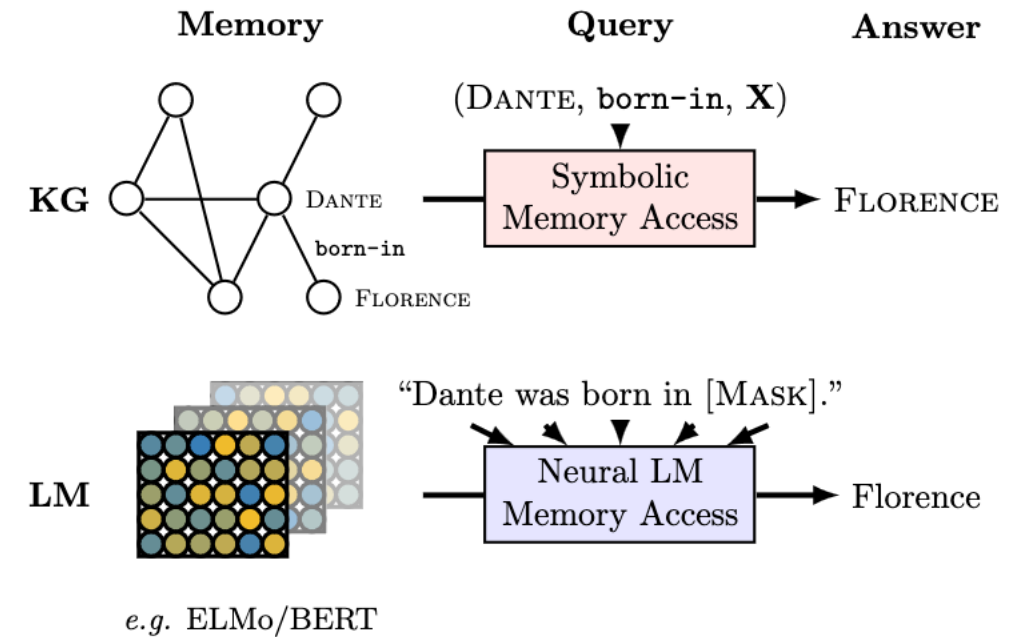 Memory Query Answer
(DANTE, born-in, X)
KG
DANTE
born-in
FLORENCE
Symbolic
Memory Access
FLORENCE
“Dante was born in [MASK].”
LM
Neural LM
Memory Access
Florence
e.g. ELMo/BERT